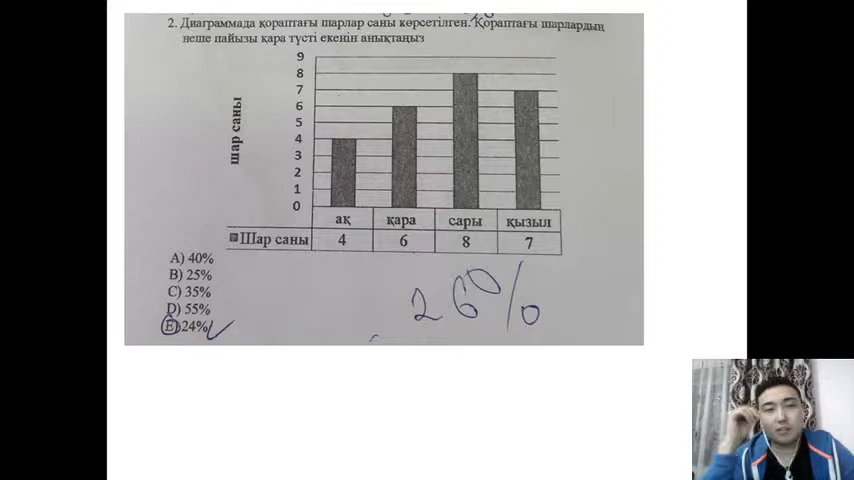 2. Диаграммада қораптағы шарлар саны көрсетілген. Қораптағы шарлардың
неше пайызы қара түсті екенін анықтаңыз
шар саны
9
8
7
6
5
4
3
2
1
0
ақ қара сары қызыл
Шар саны 4 6 8 7
A) 40%
B) 25%
C) 35%
D) 55%
E) 24%
26%